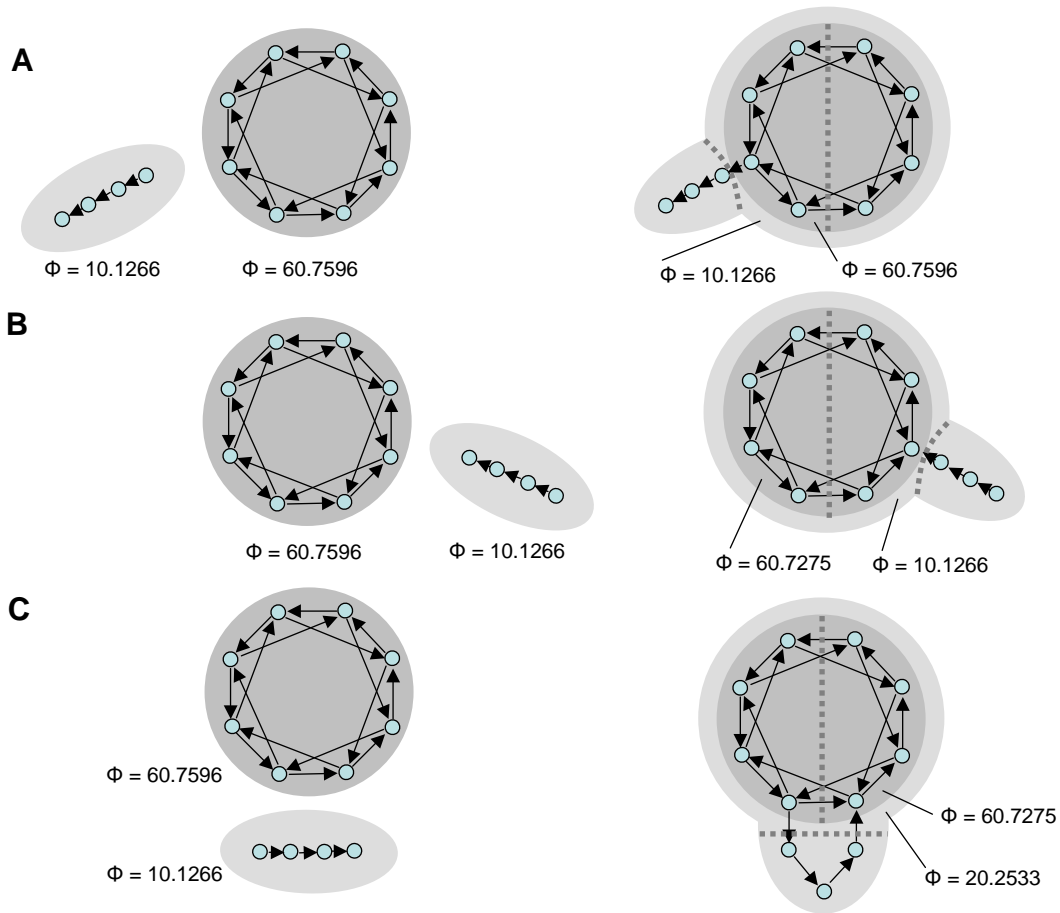 A
Φ = 10.1266
Φ = 60.7596
Φ = 10.1266
Φ = 60.7596
B
Φ = 60.7596
Φ = 10.1266
Φ = 60.7275
Φ = 10.1266
C
Φ = 60.7596
Φ = 10.1266
Φ = 60.7275
Φ = 20.2533